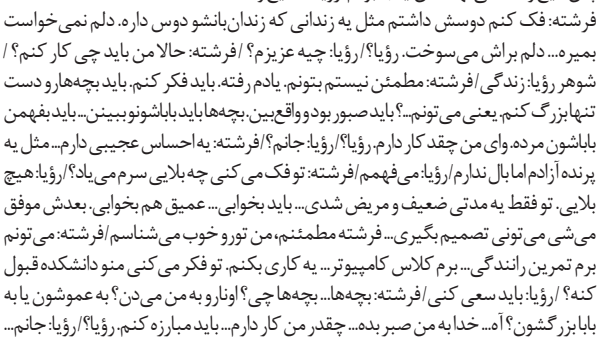 فرشته: فک کنم دوسش داشتم مثل یه زندانی که زندان‌بانشو دوس داره. دلم نمی‌خواست
بمیره... دلم براش می‌سوخت. رؤیا؟/ رؤیا: چیه عزیزم؟ /فرشته: حالا من باید چی کار کنم؟ /
شوهر رؤیا: زندگی/فرشته: مطمئن نیستم بتونم. یادم رفته. باید فکر کنم. باید بچه‌هارو دست
تنها بزرگ کنم. یعنی می‌تونم...؟ باید صبور بود و واقع‌بین. بچه‌ها باید باباشونو ببینن... باید بفهمن
باباشون مرده. وای من چقد کار دارم. رؤیا؟/رؤیا: جانم؟/فرشته: یه احساس عجیبی دارم... مثل یه
پرنده آزادم اما بال ندارم/رؤیا: می‌فهمم/فرشته: تو فک می‌کنی چه بلایی سرم می‌یاد؟/رؤیا: هیچ
بلایی. تو فقط یه مدتی ضعیف و مریض شدی... باید بخوابی... عمیق هم بخوابی. بعدش موفق
می‌شی می‌تونی تصمیم بگیری... فرشته مطمئنم، من تورو خوب می‌شناسم/فرشته: می‌تونم
برم تمرین رانندگی... برم کلاس کامپیوتر... یه کاری بکنم. تو فکر می‌کنی منو دانشکده قبول
کنه؟ /رؤیا: باید سعی کنی/فرشته: بچه‌ها... بچه‌ها چی؟ اونارو به من می‌دن؟ به عموشون یا به
بابا بزرگشون؟ آه... خدا به من صبر بده... چقدر من کار دارم... باید مبارزه کنم. رؤیا؟/رؤیا: جانم...